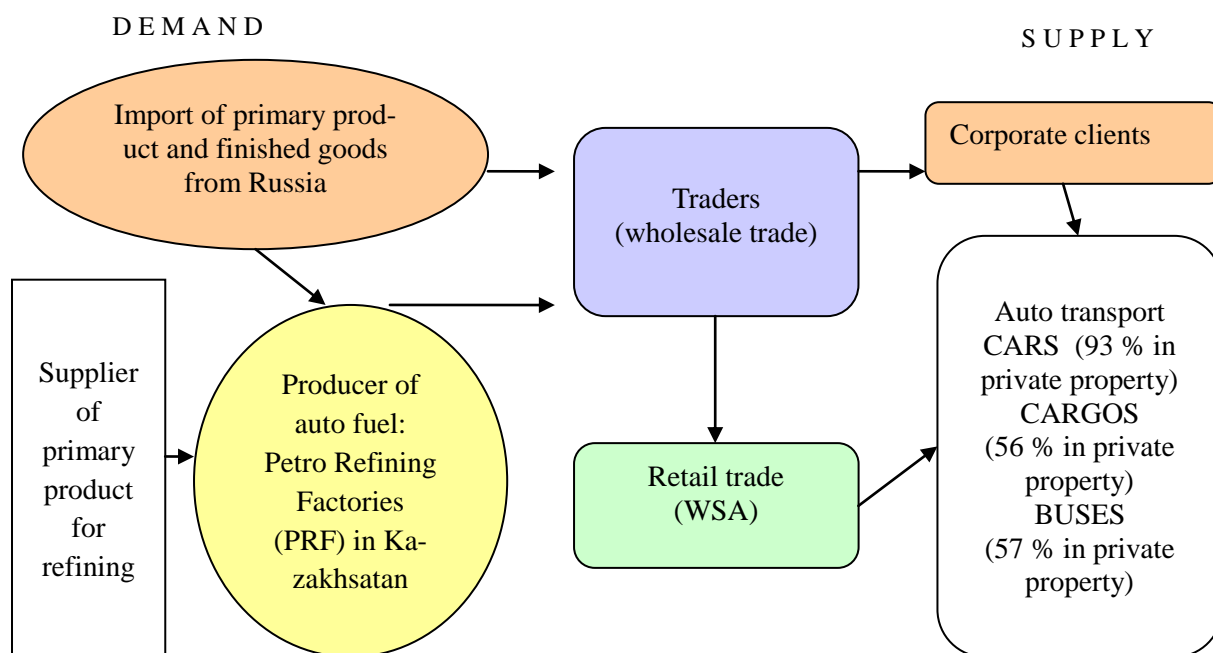 D E M A N D
S U P P L Y
Import of primary prod-
uct and finished goods
from Russia
Traders
(wholesale trade)
Corporate clients
Supplier
of
primary
product
for
refining
Producer of
auto fuel:
Petro Refining
Factories
(PRF) in Ka-
zakhsatan
Retail trade
(WSA)
Auto transport
CARS (93 % in
private property)
CARGOS
(56 % in private
property)
BUSES
(57 % in private
property)